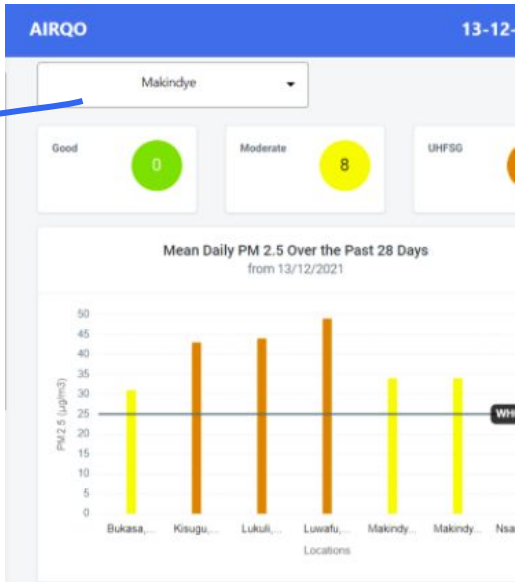 AIRQO 13-12-
Makindye
Good 0 Moderate 8 UHFSG
Mean Daily PM 2.5 Over the Past 28 Days
from 13/12/2021
PM2.5 (µg/m3)
50
45
40
35
30
25
WH
20
15
10
5
0
Bukasa,... Kisugu,... Lukuli,... Luwafu,... Makindy... Makindy... Nsa
Locations